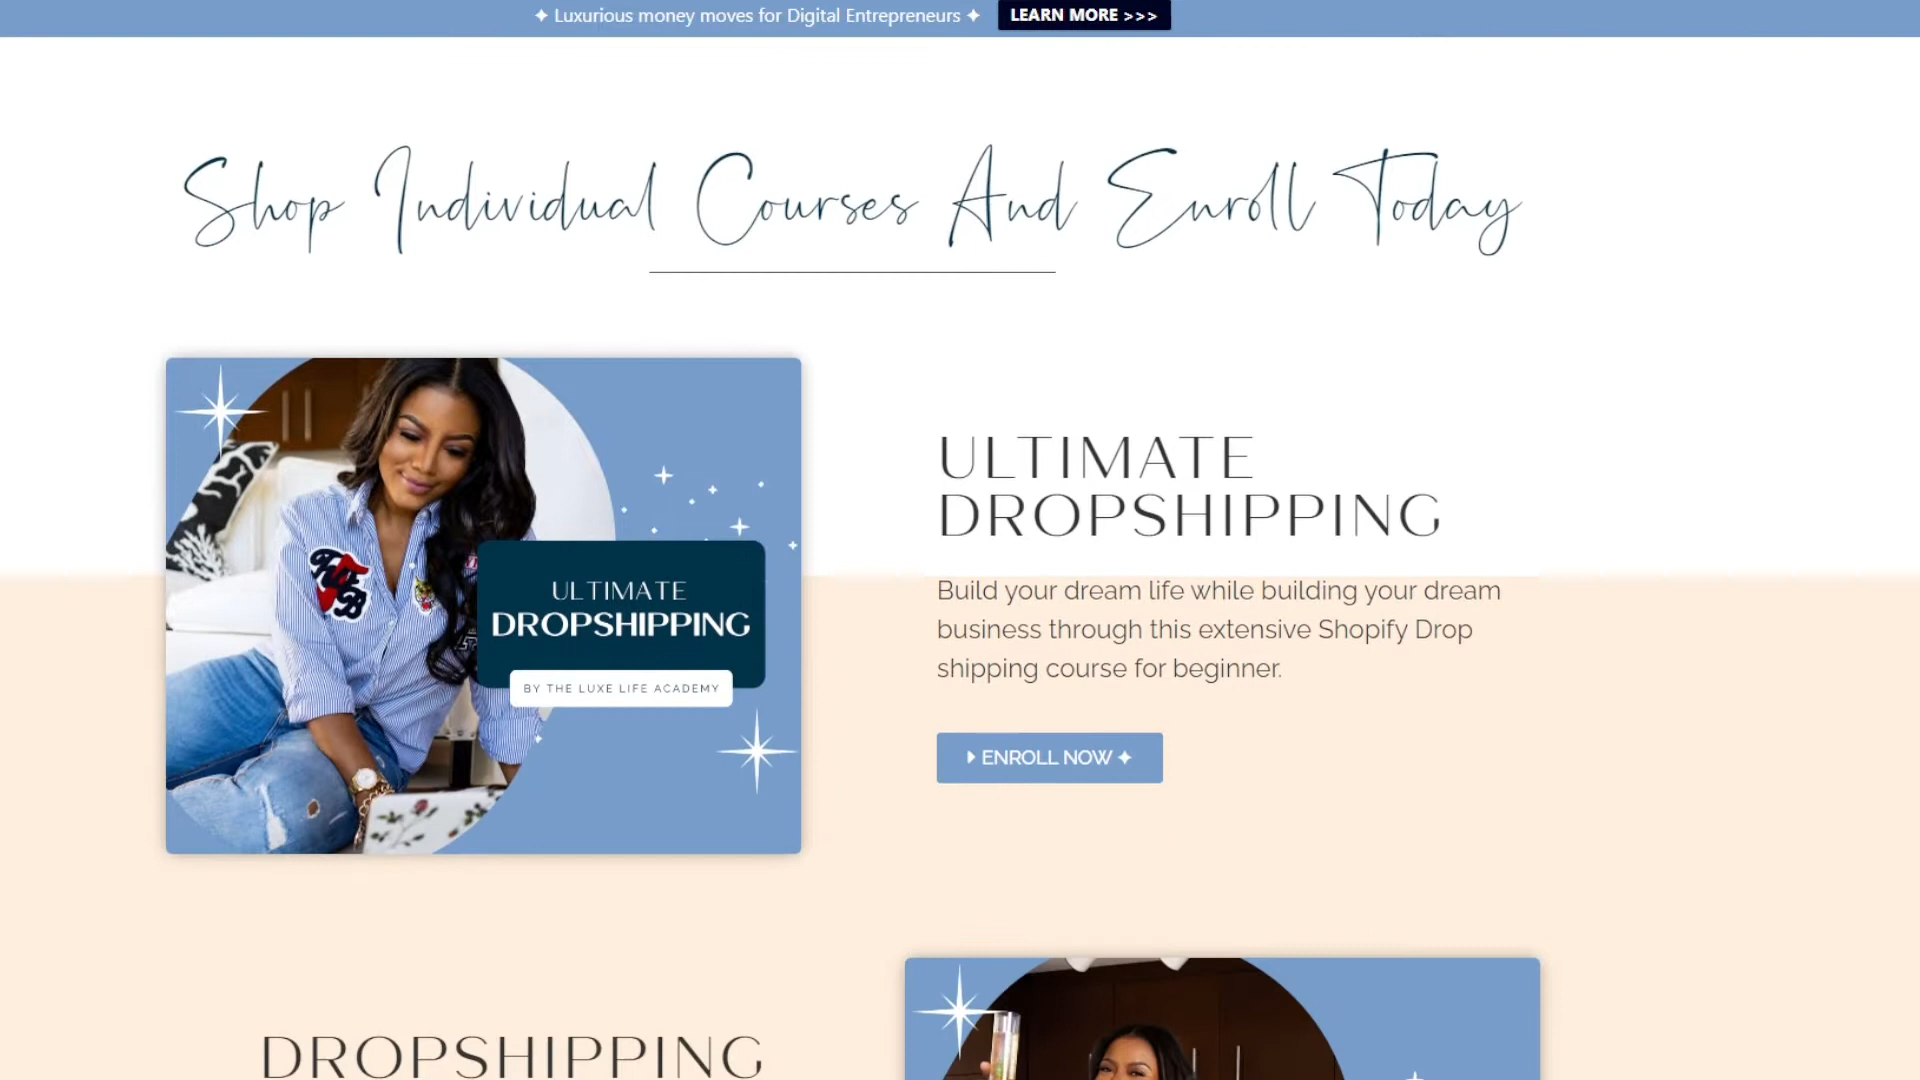 ✦ Luxurious money moves for Digital Entrepreneurs ✦ LEARN MORE >>>
Shop Individual Courses And Enroll Today
ULTIMATE
DROPSHIPPING
BY THE LUXE LIFE ACADEMY
ULTIMATE
DROPSHIPPING
Build your dream life while building your dream
business through this extensive Shopify Drop
shipping course for beginner.
ENROLL NOW ✦
DROPSHIPPING